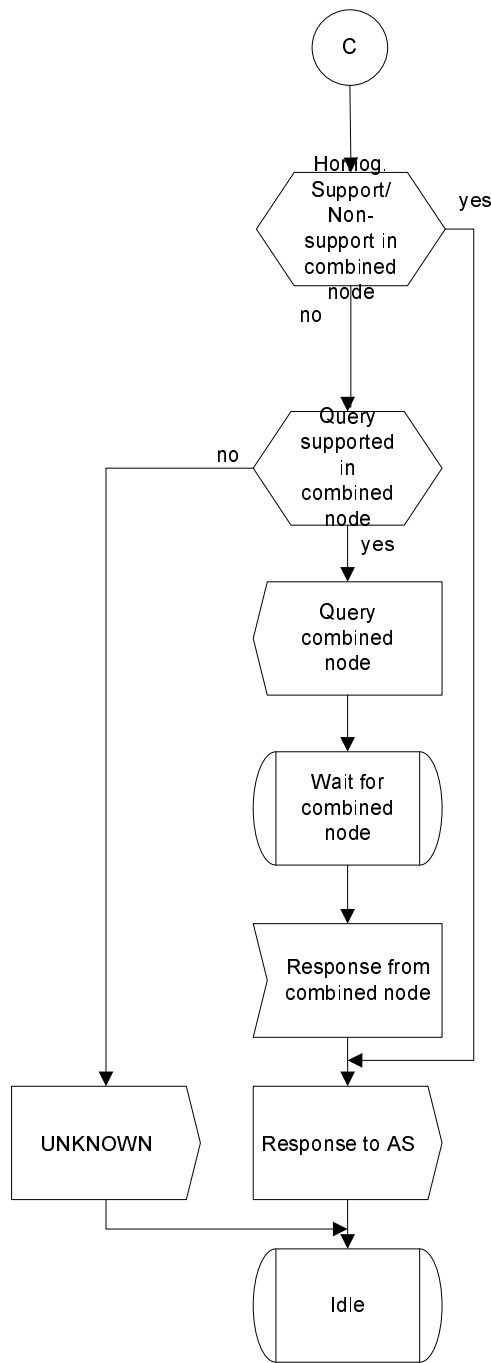 C
Homog.
Support/
Non-
support in
combined
node
yes
no
Query
supported
in
combined
node
no
yes
Query
combined
node
Wait for
combined
node
Response from
combined node
UNKNOWN
Response to AS
Idle